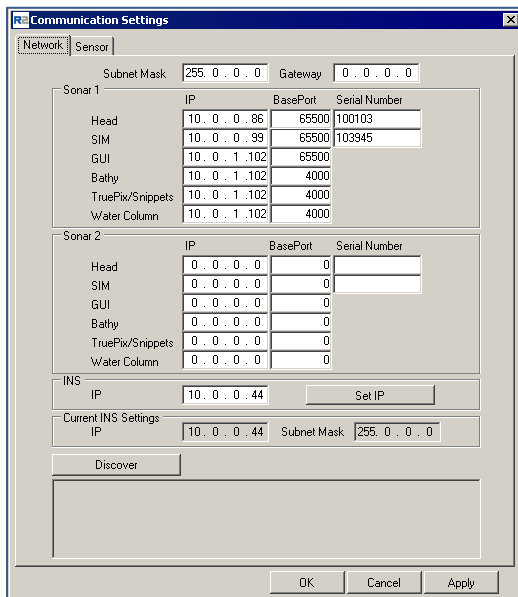 R2 Communication Settings
Network Sensor
Subnet Mask 255. 0 . 0 . 0 Gateway 0 . 0 . 0 . 0
Sonar 1
IP BasePort Serial Number
Head 10 . 0 . 0 . 86 65500 100103
SIM 10 . 0 . 0 . 99 65500 103945
GUI 10 . 0 . 1 .102 65500
Bathy 10 . 0 . 1 .102 4000
TruePix/Snippets 10 . 0 . 1 .102 4000
Water Column 10 . 0 . 1 .102 4000
Sonar 2
IP BasePort Serial Number
Head 0 . 0 . 0 . 0 0
SIM 0 . 0 . 0 . 0 0
GUI 0 . 0 . 0 . 0 0
Bathy 0 . 0 . 0 . 0 0
TruePix/Snippets 0 . 0 . 0 . 0 0
Water Column 0 . 0 . 0 . 0 0
INS
IP 10 . 0 . 0 . 44 Set IP
Current INS Settings
IP 10 . 0 . 0 . 44 Subnet Mask 255. 0 . 0 . 0
Discover
OK Cancel Apply